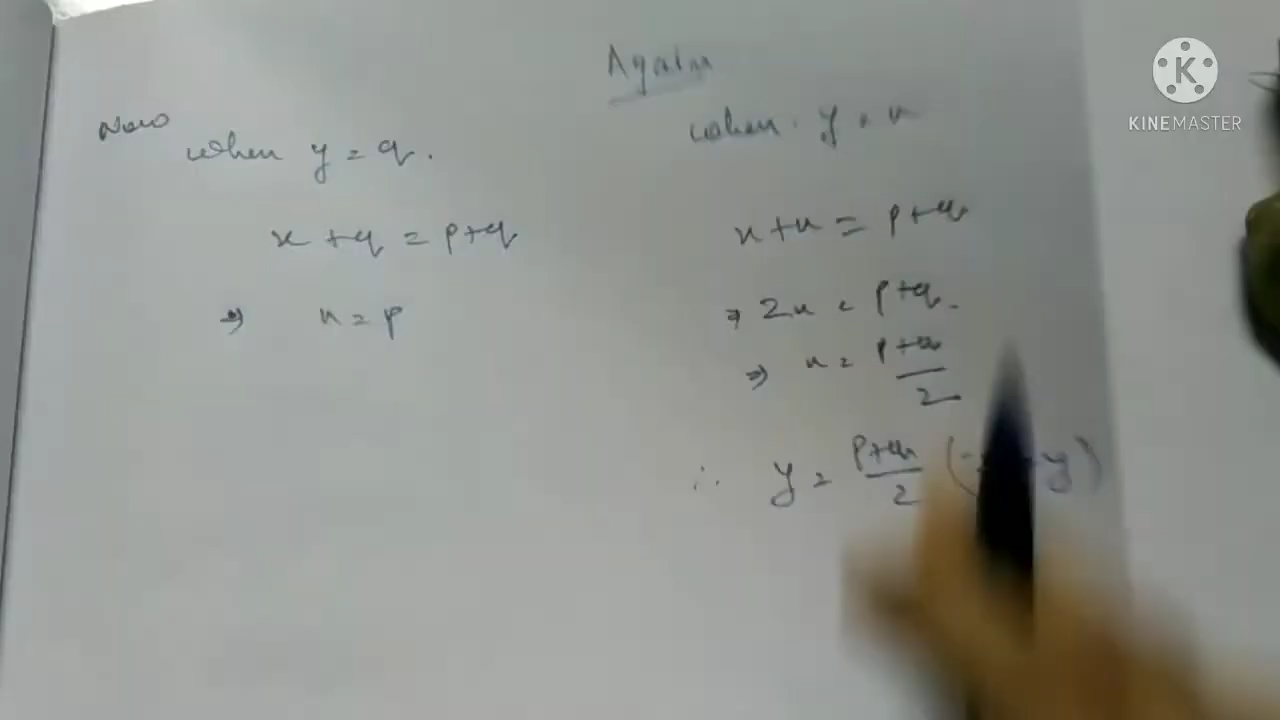 Now
when y = q.
x + q = p+q
⇒ x = p
Again
when y = x
x + x = p+q
⇒ 2x = p+q.
⇒ x = p+q/2
∴ y = p+q/2 ( y)
KINEMASTER